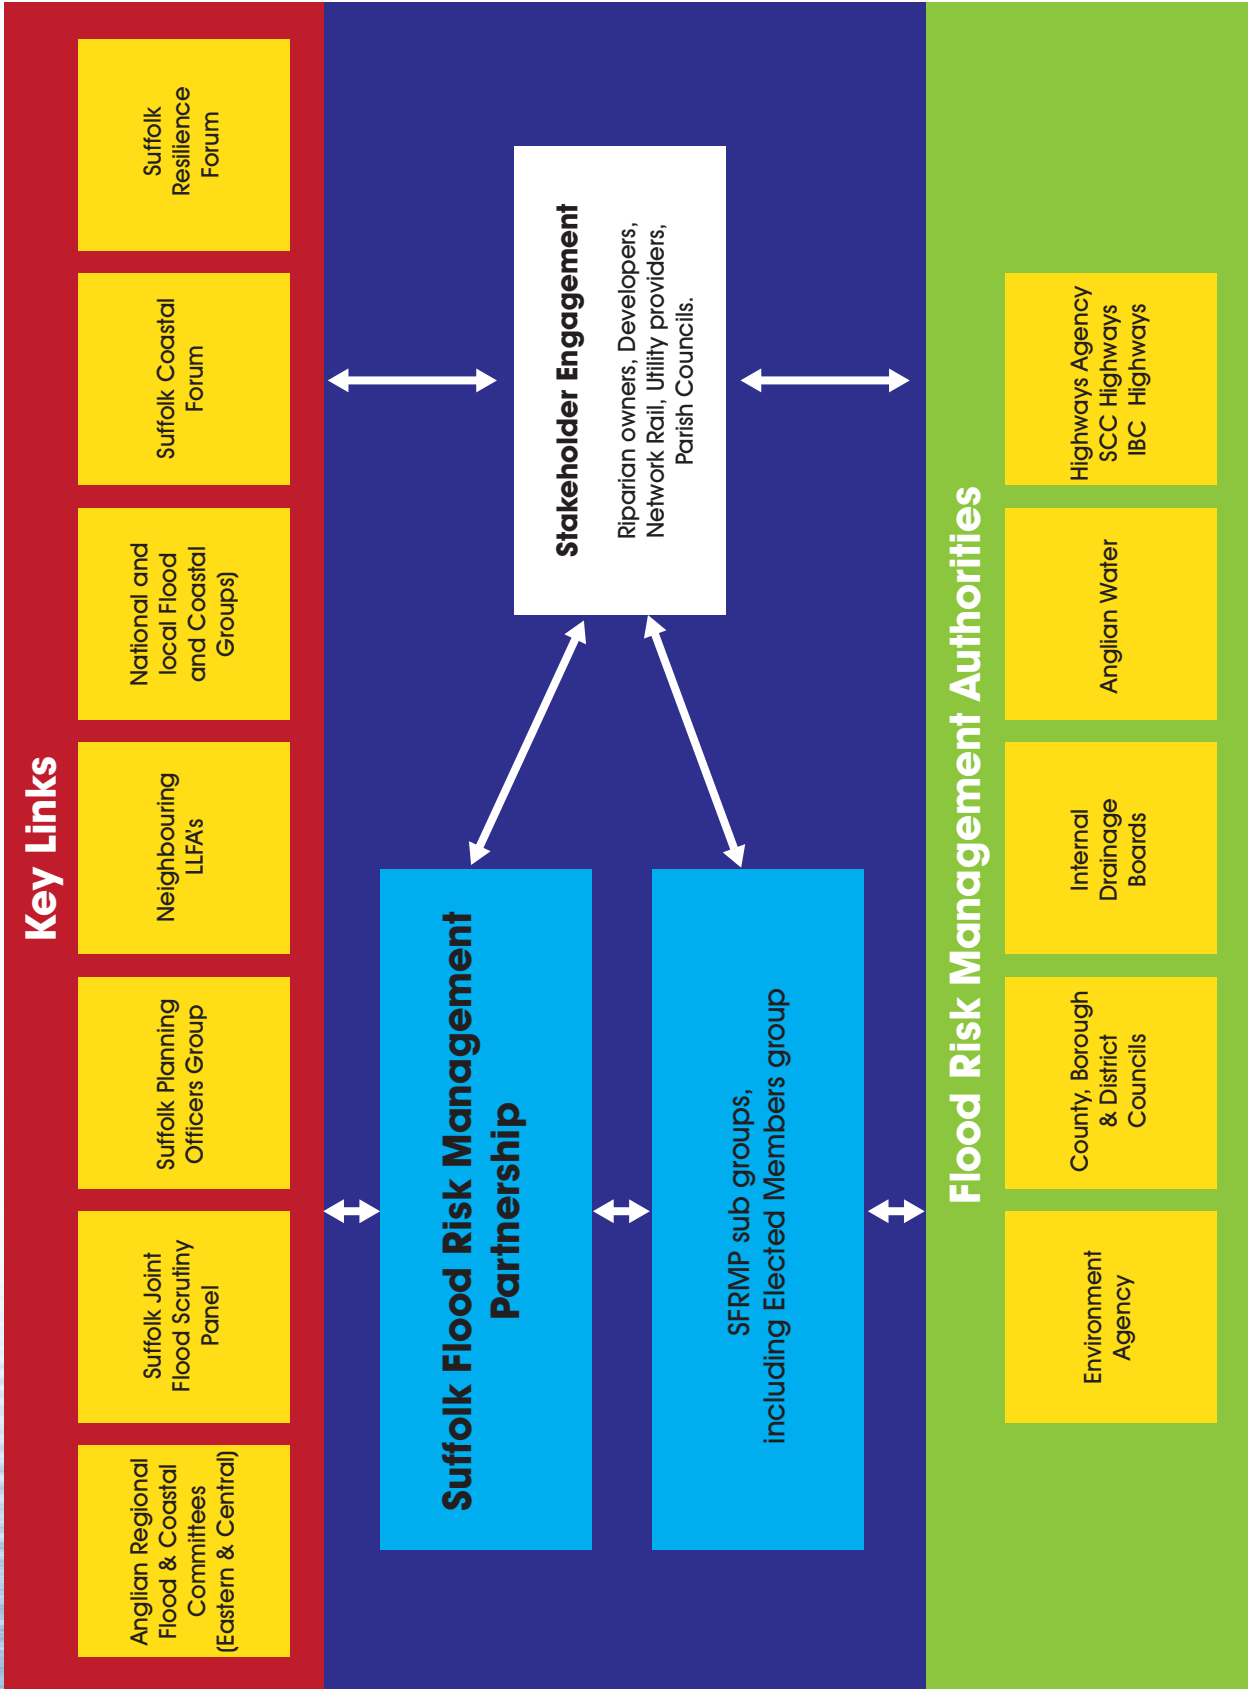 Key Links
Anglian Regional
Flood & Coastal
Committees
(Eastern & Central)
Suffolk Joint
Flood Scrutiny
Panel
Suffolk Planning
Officers Group
Neighbouring
LLFA's
National and
local Flood
and Coastal
Groups)
Suffolk Coastal
Forum
Suffolk
Resilience
Forum
Suffolk Flood Risk Management
Partnership
SFRMP sub groups,
including Elected Members group
Stakeholder Engagement
Riparian owners, Developers,
Network Rail, Utility providers,
Parish Councils.
Flood Risk Management Authorities
Environment
Agency
County, Borough
& District
Councils
Internal
Drainage
Boards
Anglian Water
Highways Agency
SCC Highways
IBC Highways